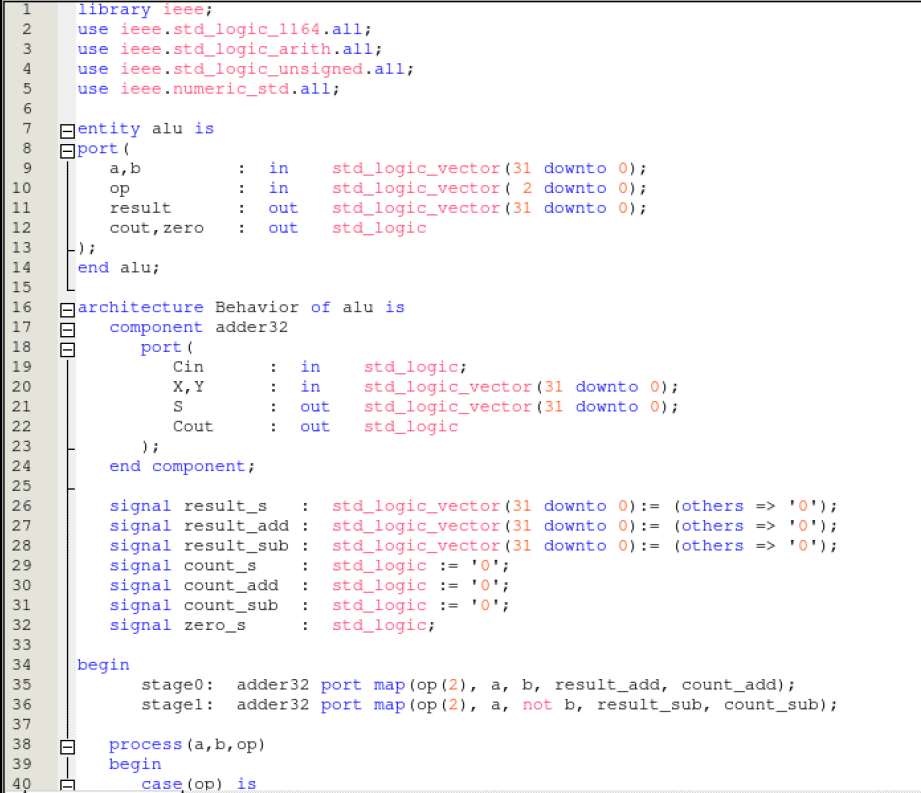 1 library ieee;
2 use ieee.std_logic_1164.all;
3 use ieee.std_logic_arith.all;
4 use ieee.std_logic_unsigned.all;
5 use ieee.numeric_std.all;
6
7 entity alu is
8 port(
9 a,b : in std_logic_vector(31 downto 0);
10 op : in std_logic_vector( 2 downto 0);
11 result : out std_logic_vector(31 downto 0);
12 cout,zero : out std_logic
13 );
14 end alu;
15
16 architecture Behavior of alu is
17 component adder32
18 port(
19 Cin : in std_logic;
20 X,Y : in std_logic_vector(31 downto 0);
21 S : out std_logic_vector(31 downto 0);
22 Cout : out std_logic
23 );
24 end component;
25
26 signal result_s : std_logic_vector(31 downto 0):= (others => '0');
27 signal result_add : std_logic_vector(31 downto 0):= (others => '0');
28 signal result_sub : std_logic_vector(31 downto 0):= (others => '0');
29 signal count_s : std_logic := '0';
30 signal count_add : std_logic := '0';
31 signal count_sub : std_logic := '0';
32 signal zero_s : std_logic;
33
34 begin
35 stage0: adder32 port map(op(2), a, b, result_add, count_add);
36 stage1: adder32 port map(op(2), a, not b, result_sub, count_sub);
37
38 process(a,b,op)
39 begin
40 case(op) is